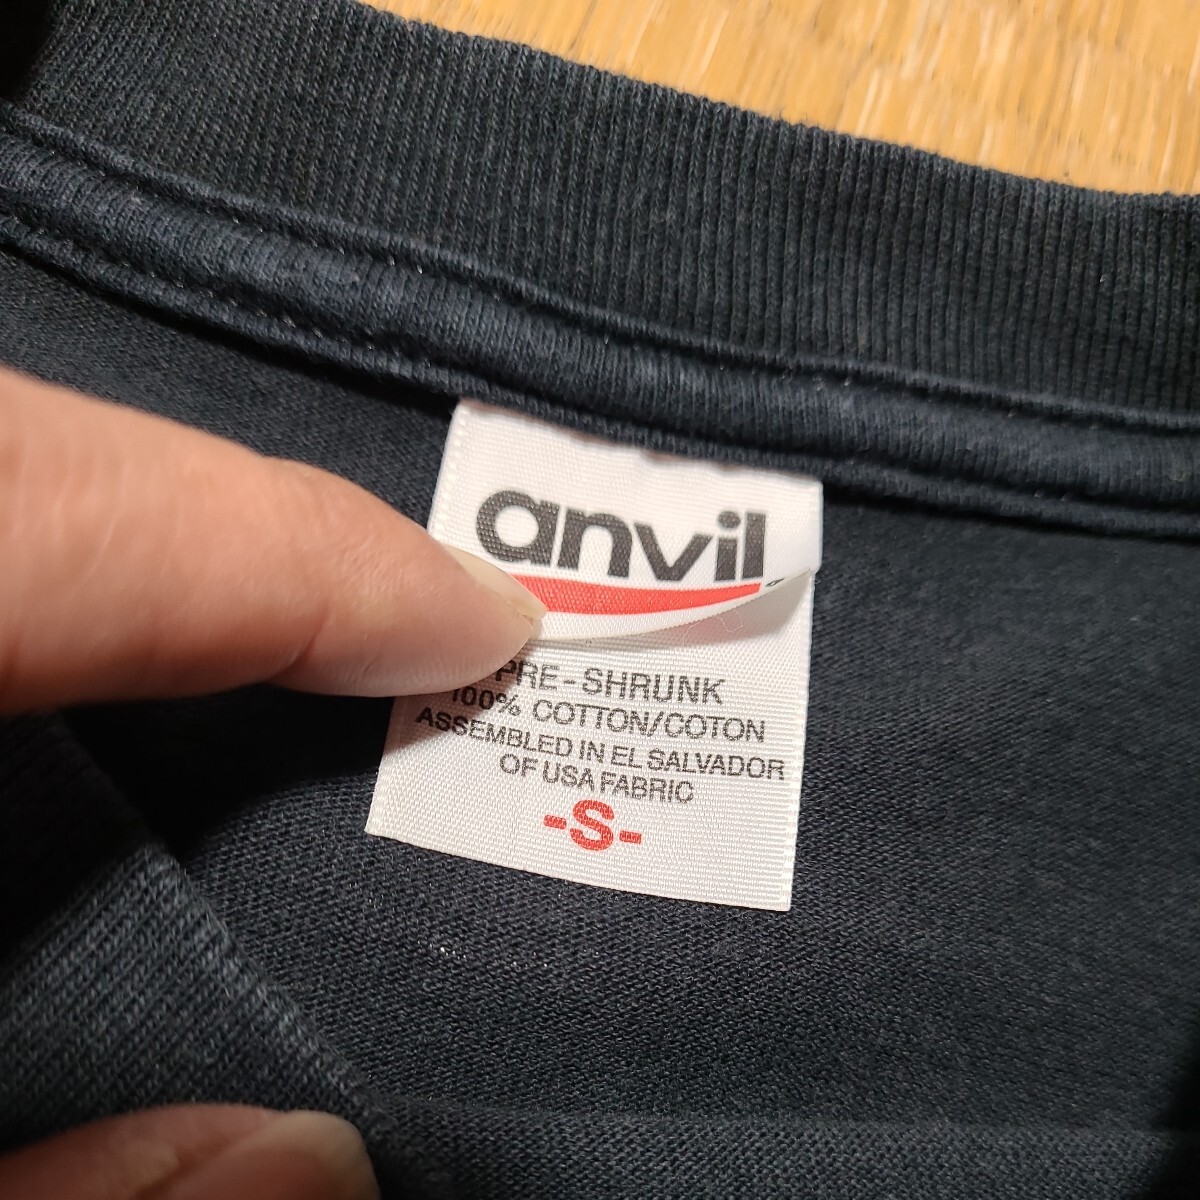 anvil
PRE-SHRUNK
100% COTTON/COTON
ASSEMBLED IN EL SALVADOR
OF USA FABRIC
-S-